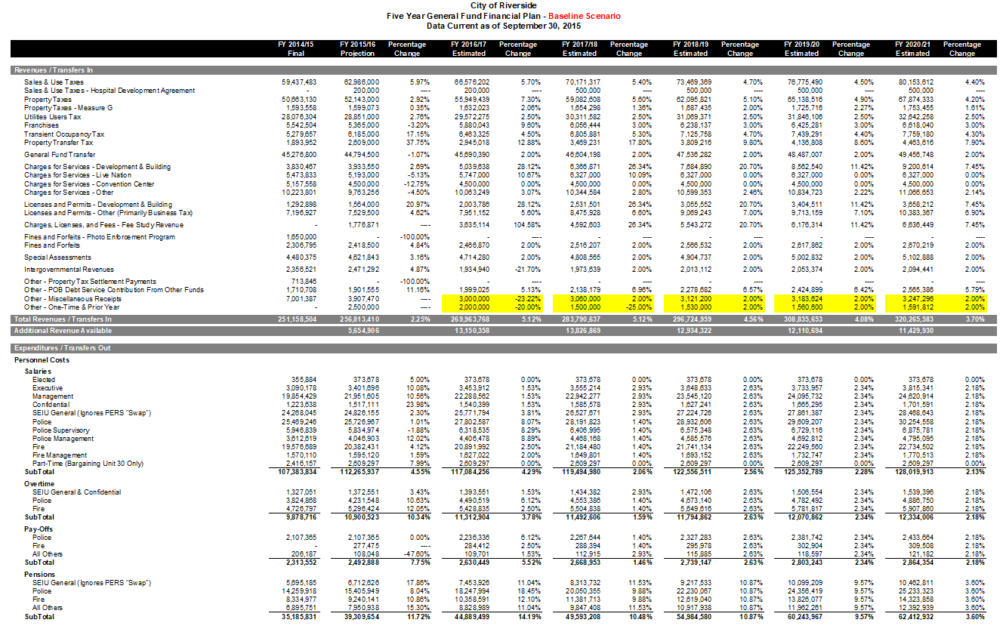 City of Riverside
Five Year General Fund Financial Plan - Baseline Scenario
Data Current as of September 30, 2015
FY 2014/15 FY 2015/16 Percentage FY 2016/17 Percentage FY 2017/18 Percentage FY 2018/19 Percentage FY 2019/20 Percentage FY 2020/21 Percentage
Final Projection Change Estimated Change Estimated Change Estimated Change Estimated Change Estimated Change
Revenues / Transfers In
Sales & Use Taxes 59,437,483 62,986,000 5.97% 66,576,202 5.70% 70,171,317 5.40% 73,469,369 4.70% 76,775,490 4.50% 80,153,612 4.40%
Sales & Use Taxes - Hospital Development Agreement - 200,000 ---- 200,000 ---- 500,000 ---- 500,000 ---- 500,000 ---- 500,000 ----
Property Taxes 50,663,130 52,143,000 2.92% 55,949,439 7.30% 59,082,608 5.60% 62,095,821 5.10% 65,138,516 4.90% 67,874,333 4.20%
Property Taxes - Measure G 1,593,558 1,599,073 0.35% 1,632,023 2.06% 1,654,298 1.36% 1,687,435 2.00% 1,725,716 2.27% 1,753,455 1.61%
Utilities Users Tax 28,076,304 28,851,000 2.76% 29,572,275 2.50% 30,311,582 2.50% 31,069,371 2.50% 31,846,106 2.50% 32,642,258 2.50%
Franchises 5,542,504 5,365,000 -3.20% 5,880,043 9.60% 6,056,444 3.00% 6,238,137 3.00% 6,425,281 3.00% 6,618,040 3.00%
Transient Occupancy Tax 5,279,657 6,185,000 17.15% 6,463,325 4.50% 6,805,881 5.30% 7,125,758 4.70% 7,439,291 4.40% 7,759,180 4.30%
Property Transfer Tax 1,893,952 2,609,000 37.75% 2,945,018 12.88% 3,469,231 17.80% 3,809,216 9.80% 4,136,808 8.60% 4,463,616 7.90%
General Fund Transfer 45,276,800 44,794,500 -1.07% 45,690,390 2.00% 46,604,198 2.00% 47,536,282 2.00% 48,487,007 2.00% 49,456,748 2.00%
Charges for Services - Development & Building 3,830,467 3,933,550 2.69% 5,039,638 28.12% 6,366,871 26.34% 7,684,890 20.70% 8,562,540 11.42% 9,200,614 7.45%
Charges for Services - Live Nation 5,473,833 5,193,000 -5.13% 5,747,000 10.67% 6,327,000 10.09% 6,327,000 0.00% 6,327,000 0.00% 6,327,000 0.00%
Charges for Services - Convention Center 5,157,558 4,500,000 -12.75% 4,500,000 0.00% 4,500,000 0.00% 4,500,000 0.00% 4,500,000 0.00% 4,500,000 0.00%
Charges for Services - Other 10,223,801 9,763,256 -4.50% 10,063,249 3.07% 10,344,584 2.80% 10,599,353 2.46% 10,834,723 2.22% 11,066,653 2.14%
Licenses and Permits - Development & Building 1,292,898 1,564,000 20.97% 2,003,786 28.12% 2,531,501 26.34% 3,055,552 20.70% 3,404,511 11.42% 3,658,212 7.45%
Licenses and Permits - Other (Primarily Business Tax) 7,196,927 7,529,500 4.62% 7,951,152 5.60% 8,475,928 6.60% 9,069,243 7.00% 9,713,159 7.10% 10,383,367 6.90%
Charges, Licenses, and Fees - Fee Study Revenue - 1,776,871 ---- 3,635,114 104.58% 4,592,603 26.34% 5,543,272 20.70% 6,176,314 11.42% 6,636,449 7.45%
Fines and Forfeits - Photo Enforcement Program 1,650,000 - -100.00% - ---- - ---- - ---- - ---- - ----
Fines and Forfeits 2,306,795 2,418,500 4.84% 2,466,870 2.00% 2,516,207 2.00% 2,566,532 2.00% 2,617,862 2.00% 2,670,219 2.00%
Special Assessments 4,480,375 4,621,843 3.16% 4,714,280 2.00% 4,808,565 2.00% 4,904,737 2.00% 5,002,832 2.00% 5,102,888 2.00%
Intergovernmental Revenues 2,356,521 2,471,292 4.87% 1,934,940 -21.70% 1,973,639 2.00% 2,013,112 2.00% 2,053,374 2.00% 2,094,441 2.00%
Other - Property Tax Settlement Payments 713,846 - -100.00% - ---- - ---- - ---- - ---- - ----
Other - POB Debt Service Contribution From Other Funds 1,710,708 1,901,555 11.16% 1,999,025 5.13% 2,138,179 6.96% 2,278,682 6.57% 2,424,899 6.42% 2,565,386 5.79%
Other - Miscellaneous Receipts 7,001,387 3,907,470 ---- 3,000,000 -23.22% 3,060,000 2.00% 3,121,200 2.00% 3,183,624 2.00% 3,247,296 2.00%
Other - One-Time & Prior Year - 2,500,000 ---- 2,000,000 -20.00% 1,500,000 -25.00% 1,530,000 2.00% 1,560,600 2.00% 1,591,812 2.00%
Total Revenues / Transfers In 251,158,504 256,813,410 2.25% 269,963,768 5.12% 283,790,637 5.12% 296,724,959 4.56% 308,835,653 4.08% 320,265,583 3.70%
Additional Revenue Available 5,654,906 13,150,358 13,826,869 12,934,322 12,110,694 11,429,930
Expenditures / Transfers Out
Personnel Costs
Salaries
Elected 355,884 373,678 5.00% 373,678 0.00% 373,678 0.00% 373,678 0.00% 373,678 0.00% 373,678 0.00%
Executive 3,090,178 3,401,696 10.08% 3,453,912 1.53% 3,555,214 2.93% 3,648,633 2.63% 3,733,957 2.34% 3,815,341 2.18%
Management 19,854,429 21,951,605 10.56% 22,288,562 1.53% 22,942,277 2.93% 23,545,120 2.63% 24,095,732 2.34% 24,620,914 2.18%
Confidential 1,223,638 1,517,111 23.98% 1,540,399 1.53% 1,585,578 2.93% 1,627,241 2.63% 1,665,295 2.34% 1,701,591 2.18%
SEIU General (Ignores PERS "Swap") 24,268,045 24,826,155 2.30% 25,771,794 3.81% 26,527,671 2.93% 27,224,726 2.63% 27,861,387 2.34% 28,468,643 2.18%
Police 25,469,246 25,726,967 1.01% 27,802,587 8.07% 28,191,823 1.40% 28,932,606 2.63% 29,609,207 2.34% 30,254,558 2.18%
Police Supervisory 5,946,839 5,834,974 -1.88% 6,318,535 8.29% 6,406,995 1.40% 6,575,348 2.63% 6,729,116 2.34% 6,875,781 2.18%
Police Management 3,612,619 4,046,903 12.02% 4,406,478 8.89% 4,468,168 1.40% 4,585,576 2.63% 4,692,812 2.34% 4,795,095 2.18%
Fire 19,576,689 20,382,431 4.12% 20,891,992 2.50% 21,184,480 1.40% 21,741,134 2.63% 22,249,560 2.34% 22,734,502 2.18%
Fire Management 1,570,110 1,595,120 1.59% 1,627,022 2.00% 1,649,801 1.40% 1,693,152 2.63% 1,732,747 2.34% 1,770,513 2.18%
Part-Time (Bargaining Unit 30 Only) 2,416,157 2,609,297 7.99% 2,609,297 0.00% 2,609,297 0.00% 2,609,297 0.00% 2,609,297 0.00% 2,609,297 0.00%
SubTotal 107,383,834 112,265,937 4.55% 117,084,256 4.29% 119,494,980 2.06% 122,556,511 2.56% 125,352,789 2.28% 128,019,913 2.13%
Overtime
SEIU General & Confidential 1,327,051 1,372,551 3.43% 1,393,551 1.53% 1,434,382 2.93% 1,472,106 2.63% 1,506,554 2.34% 1,539,396 2.18%
Police 3,824,868 4,231,548 10.63% 4,490,519 6.12% 4,553,386 1.40% 4,673,140 2.63% 4,782,492 2.34% 4,886,750 2.18%
Fire 4,726,797 5,296,424 12.05% 5,428,835 2.50% 5,504,838 1.40% 5,649,616 2.63% 5,781,817 2.34% 5,907,860 2.18%
SubTotal 9,878,716 10,900,523 10.34% 11,312,904 3.78% 11,492,606 1.59% 11,794,862 2.63% 12,070,862 2.34% 12,334,006 2.18%
Pay-Offs
Police 2,107,365 2,107,365 0.00% 2,236,336 6.12% 2,267,644 1.40% 2,327,283 2.63% 2,381,742 2.34% 2,433,664 2.18%
Fire - 277,475 ---- 284,412 2.50% 288,394 1.40% 295,978 2.63% 302,904 2.34% 309,508 2.18%
All Others 206,187 108,048 -47.60% 109,701 1.53% 112,915 2.93% 115,885 2.63% 118,597 2.34% 121,182 2.18%
SubTotal 2,313,552 2,492,888 7.75% 2,630,449 5.52% 2,668,953 1.46% 2,739,147 2.63% 2,803,243 2.34% 2,864,354 2.18%
Pensions
SEIU General (Ignores PERS "Swap") 5,695,185 6,712,626 17.86% 7,453,926 11.04% 8,313,732 11.53% 9,217,533 10.87% 10,099,209 9.57% 10,462,811 3.60%
Police 14,259,918 15,405,949 8.04% 18,247,994 18.45% 20,050,355 9.88% 22,230,067 10.87% 24,356,419 9.57% 25,233,323 3.60%
Fire 8,334,977 9,240,141 10.86% 10,358,591 12.10% 11,381,713 9.88% 12,619,040 10.87% 13,826,077 9.57% 14,323,858 3.60%
All Others 6,895,751 7,950,938 15.30% 8,828,989 11.04% 9,847,408 11.53% 10,917,938 10.87% 11,962,261 9.57% 12,392,939 3.60%
SubTotal 35,185,831 39,309,654 11.72% 44,889,499 14.19% 49,593,208 10.48% 54,984,580 10.87% 60,243,967 9.57% 62,412,932 3.60%